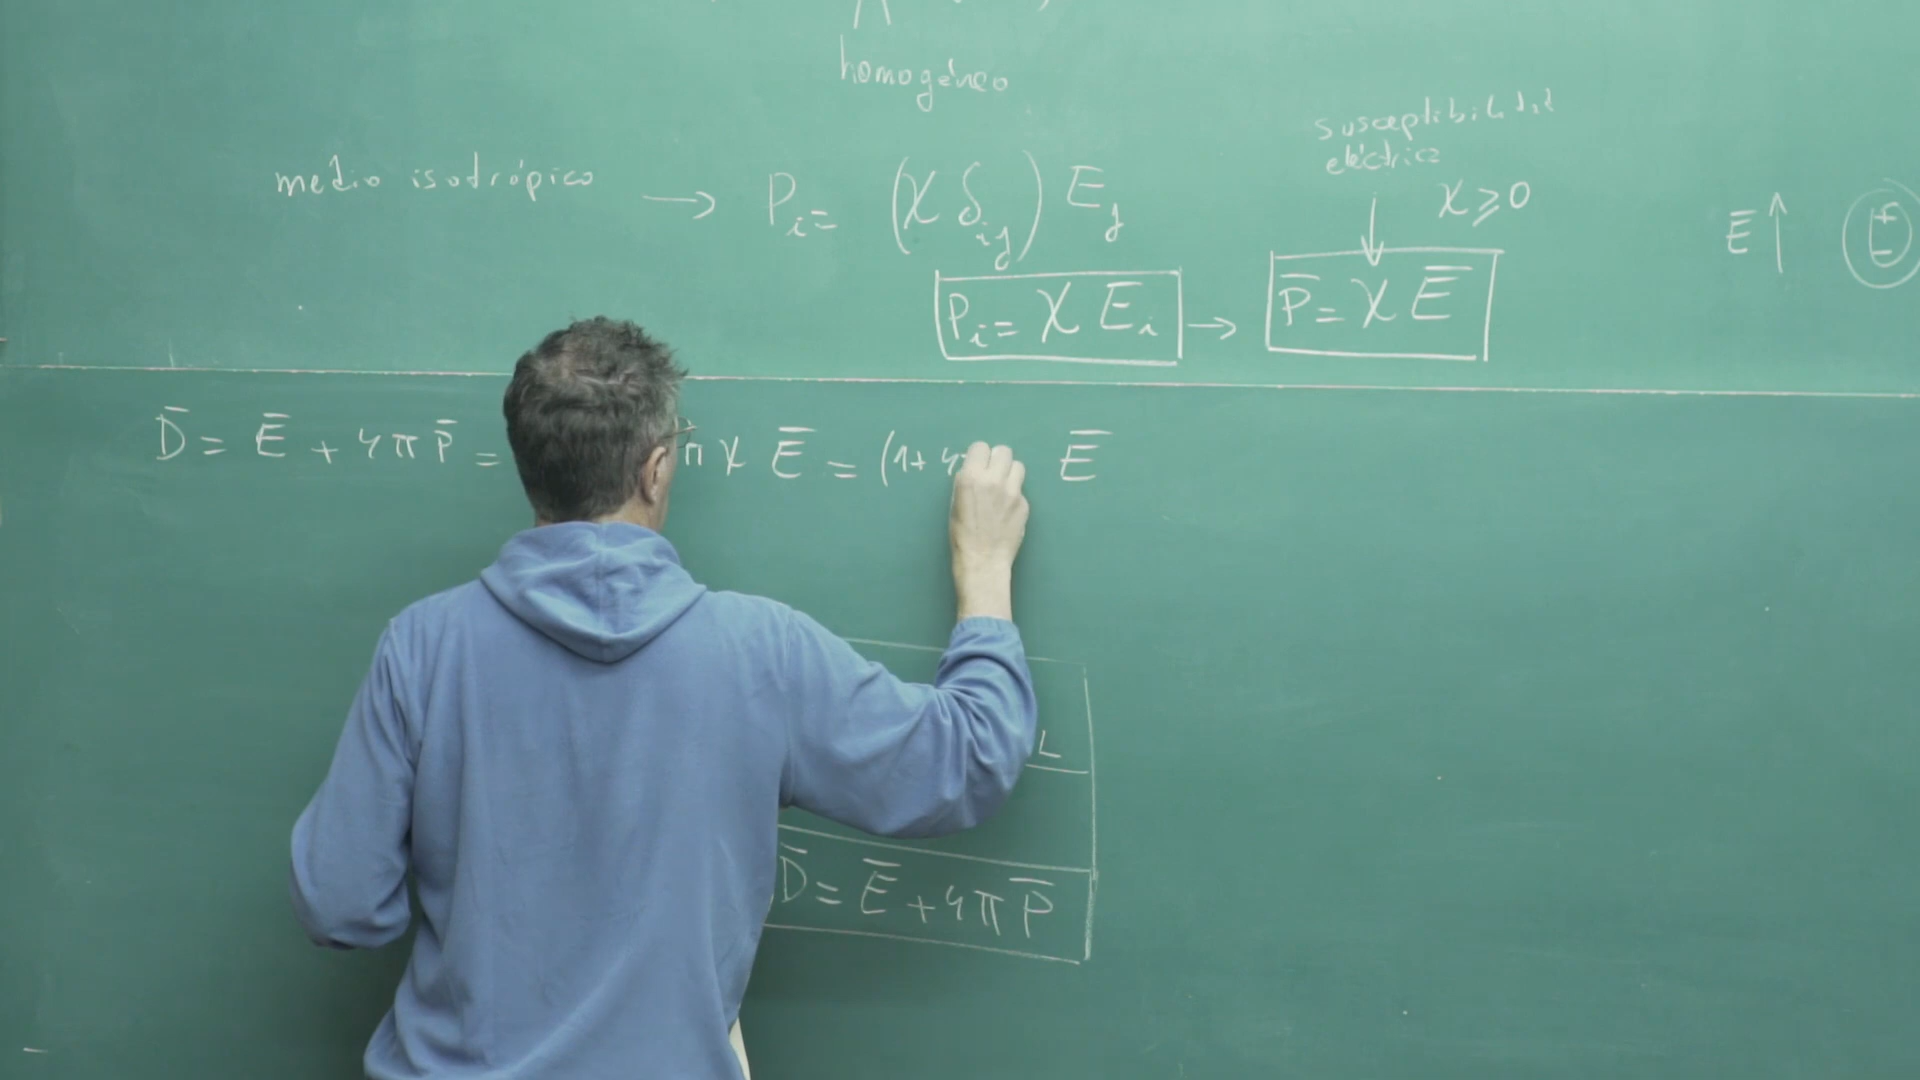 homogéneo
susceptibilidad
eléctrica
χ ≥ 0
medio isotrópico → P_i = (χ δ_ij) E_j
E ↑
P_i = χ E_i → P̄ = χ Ē
D̄ = Ē + 4π P̄ = π χ Ē = (1+ 4 Ē
L
D̄ = Ē + 4π P̄